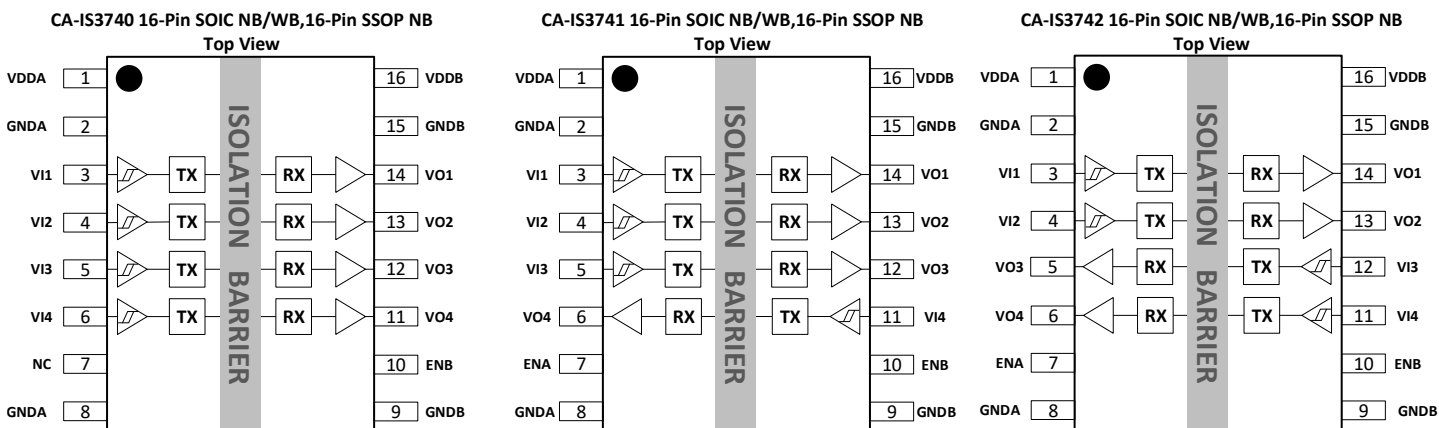 CA-IS3740 16-Pin SOIC NB/WB,16-Pin SSOP NB
Top View
VDDA 1 16 VDDB
GNDA 2 15 GNDB
VI1 3 TX RX 14 VO1
VI2 4 TX RX 13 VO2
VI3 5 TX RX 12 VO3
VI4 6 TX RX 11 VO4
NC 7 10 ENB
GNDA 8 9 GNDB
ISOLATION BARRIER
CA-IS3741 16-Pin SOIC NB/WB,16-Pin SSOP NB
Top View
VDDA 1 16 VDDB
GNDA 2 15 GNDB
VI1 3 TX RX 14 VO1
VI2 4 TX RX 13 VO2
VI3 5 TX RX 12 VO3
VO4 6 RX TX 11 VI4
ENA 7 10 ENB
GNDA 8 9 GNDB
ISOLATION BARRIER
CA-IS3742 16-Pin SOIC NB/WB,16-Pin SSOP NB
Top View
VDDA 1 16 VDDB
GNDA 2 15 GNDB
VI1 3 TX RX 14 VO1
VI2 4 TX RX 13 VO2
VO3 5 RX TX 12 VI3
VO4 6 RX TX 11 VI4
ENA 7 10 ENB
GNDA 8 9 GNDB
ISOLATION BARRIER